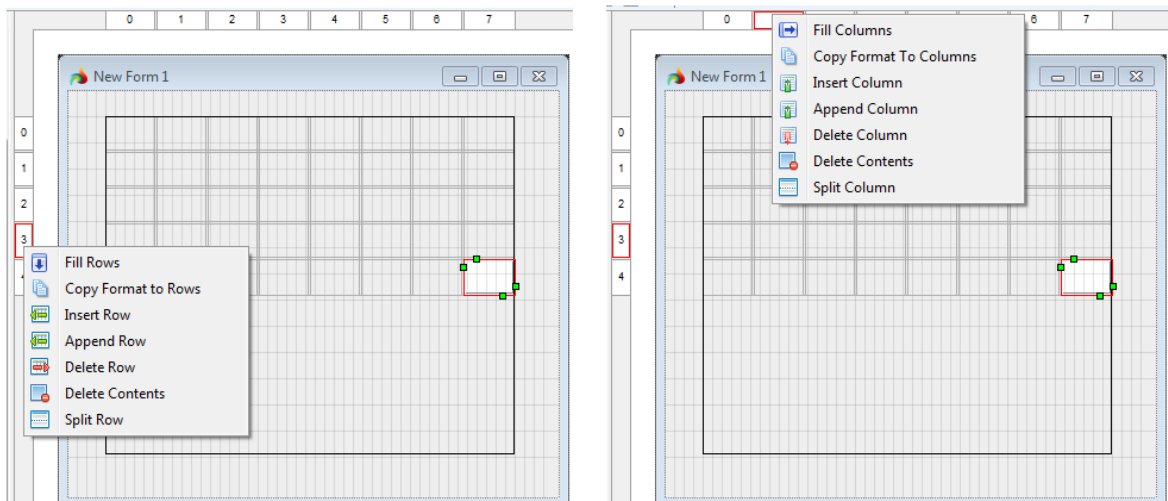 0 1 2 3 4 5 6 7
New Form 1
0
1
2
3
Fill Rows
Copy Format to Rows
Insert Row
Append Row
Delete Row
Delete Contents
Split Row
0 6 7
Fill Columns
Copy Format To Columns
Insert Column
Append Column
Delete Column
Delete Contents
Split Column
New Form 1
0
1
2
3
4